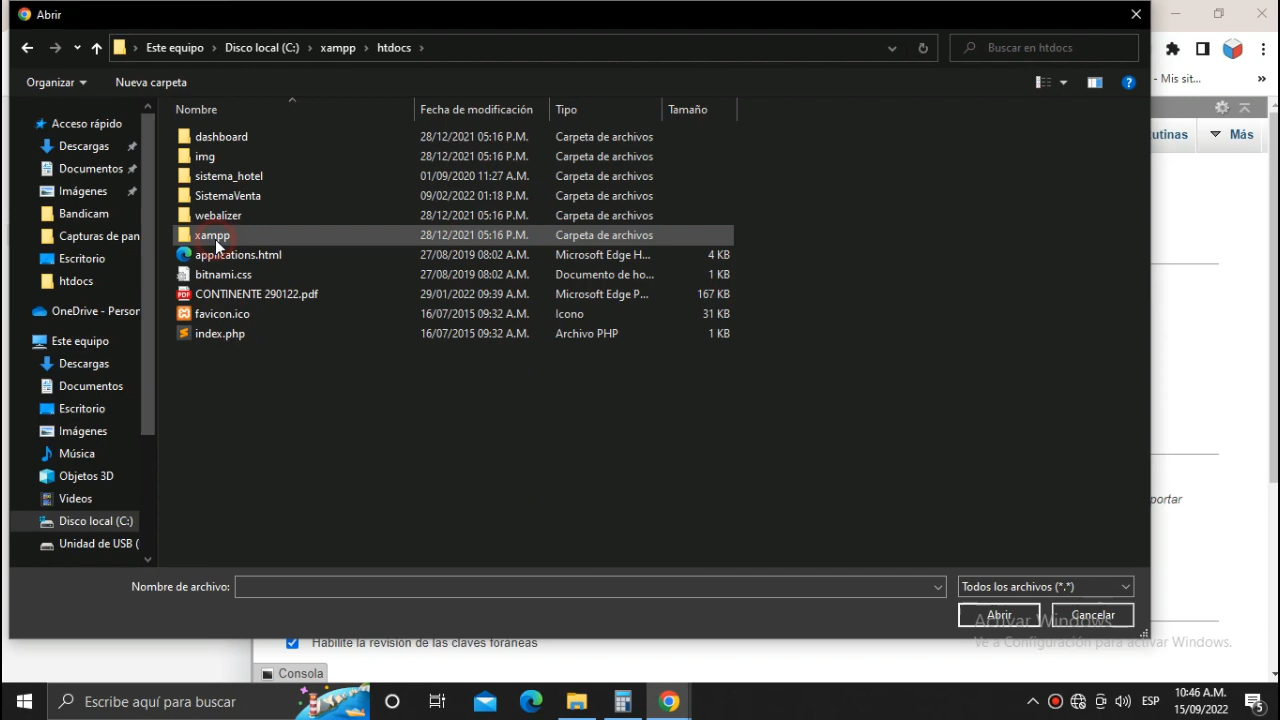 Abrir
Este equipo > Disco local (C:) > xampp > htdocs >
Buscar en htdocs
- Mis sit...
»
Organizar
Nueva carpeta
Nombre
Fecha de modificación
Tipo
Tamaño
utinas
Más
Acceso rápido
Descargas
Documentos
Imágenes
Bandicam
Capturas de pan
Escritorio
htdocs
OneDrive - Person
Este equipo
Descargas
Documentos
Escritorio
Imágenes
Música
Objetos 3D
Videos
Disco local (C:)
Unidad de USB (
dashboard 28/12/2021 05:16 P.M. Carpeta de archivos
img 28/12/2021 05:16 P.M. Carpeta de archivos
sistema_hotel 01/09/2020 11:27 A.M. Carpeta de archivos
SistemaVenta 09/02/2022 01:18 P.M. Carpeta de archivos
webalizer 28/12/2021 05:16 P.M. Carpeta de archivos
xampp 28/12/2021 05:16 P.M. Carpeta de archivos
applications.html 27/08/2019 08:02 A.M. Microsoft Edge H... 4 KB
bitnami.css 27/08/2019 08:02 A.M. Documento de ho... 1 KB
PDF CONTINENTE 290122.pdf 29/01/2022 09:39 A.M. Microsoft Edge P... 167 KB
favicon.ico 16/07/2015 09:32 A.M. Icono 31 KB
index.php 16/07/2015 09:32 A.M. Archivo PHP 1 KB
portar
Nombre de archivo:
Todos los archivos (*.*)
Abrir
Cancelar
Activar Windows
Ve a Configuración para activar Windows.
Habilite la revisión de las claves foráneas
Consola
Escribe aquí para buscar
ESP
10:46 A.M.
15/09/2022
5